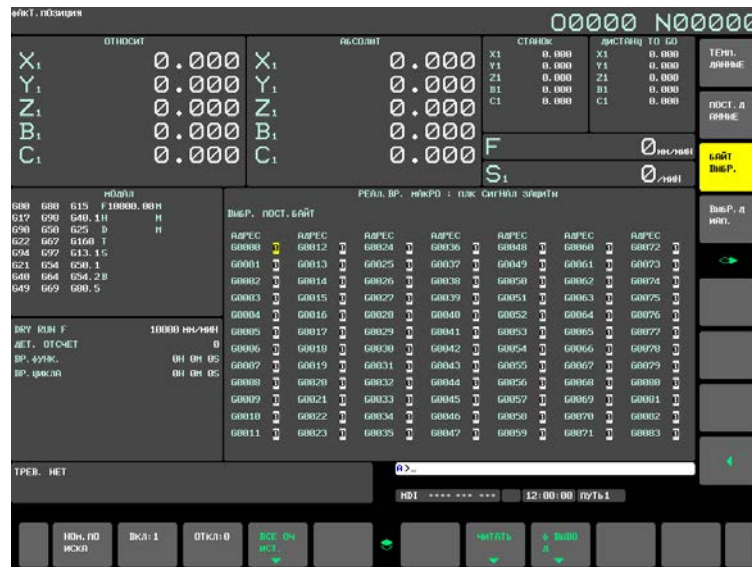 ФАКТ.ПОЗИЦИЯ
O0000 N00000
ОТНОСИТ
X1 0.000
Y1 0.000
Z1 0.000
B1 0.000
C1 0.000
АБСОЛЮТ
X1 0.000
Y1 0.000
Z1 0.000
B1 0.000
C1 0.000
СТАНОК
X1 0.000
Y1 0.000
Z1 0.000
B1 0.000
C1 0.000
ДИСТАНЦ TO GO
X1 0.000
Y1 0.000
Z1 0.000
B1 0.000
C1 0.000
F 0мм/мин
S1 0/мин
МОДАЛ
G80 G15 F10000.00 M
G17 G98 G40.1 H M
G90 G50 G25 D M
G22 G67 G160 T
G94 G97 G13.1 S
G21 G54 G50.1
G40 G64 G54.2 B
G49 G69 G80.5
DRY RUN F 10000 мм/мин
ДЕТ. ОТСЧЕТ 0
ВР.ФУНК. 0H 0M 0S
ВР.ЦИКЛА 0H 0M 0S
РЕАЛ.ВР. МАКРО : ПЛК СИГНАЛ ЗАЩИТЫ
ВЫБР. ПОСТ.БАЙТ
АДРЕС АДРЕС АДРЕС АДРЕС АДРЕС АДРЕС АДРЕС
G0000 G0012 G0024 G0036 G0048 G0060 G0072
G0001 G0013 G0025 G0037 G0049 G0061 G0073
G0002 G0014 G0026 G0038 G0050 G0062 G0074
G0003 G0015 G0027 G0039 G0051 G0063 G0075
G0004 G0016 G0028 G0040 G0052 G0064 G0076
G0005 G0017 G0029 G0041 G0053 G0065 G0077
G0006 G0018 G0030 G0042 G0054 G0066 G0078
G0007 G0019 G0031 G0043 G0055 G0067 G0079
G0008 G0020 G0032 G0044 G0056 G0068 G0080
G0009 G0021 G0033 G0045 G0057 G0069 G0081
G0010 G0022 G0034 G0046 G0058 G0070 G0082
G0011 G0023 G0035 G0047 G0059 G0071 G0083
ТЕМП.
ДАННЫЕ
ПОСТ.Д
АННЫЕ
БАЙТ
ВЫБР.
ВЫБР.Д
ИАП.
ТРЕВ. НЕТ
A>_
MDI **** *** *** 12:00:00 ПУТЬ1
НОМ.ПО
ИСКА
ВКЛ:1
ОТКЛ:0
ВСЕ ОЧ
ИСТ.
ЧИТАТЬ
Ф ВЫВО
Д